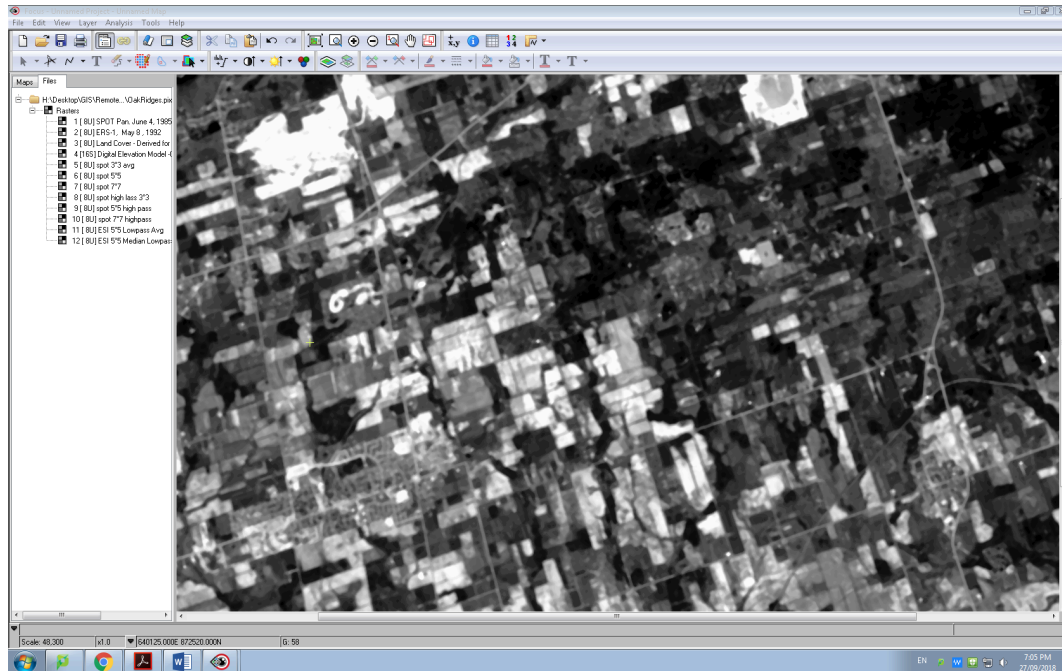 Focus - Unnamed Project - Unnamed Map
File Edit View Layer Analysis Tools Help
Maps Files
H:\Desktop\GIS\Remote...\OakRidges.pix
Rasters
1 [ 8U] SPOT Pan. June 4, 1985
2 [ 8U] ERS-1, May 8 , 1992
3 [ 8U] Land Cover - Derived for
4 [16S] Digital Elevation Model -(
5 [ 8U] spot 3*3 avg
6 [ 8U] spot 5*5
7 [ 8U] spot 7*7
8 [ 8U] spot high lass 3*3
9 [ 8U] spot 5*5 high pass
10 [ 8U] spot 7*7 highpass
11 [ 8U] ESI 5*5 Lowpass Avg
12 [ 8U] ESI 5*5 Median Lowpas
Scale: 48,300 x1.0 640125.000E 872520.000N G: 58
EN 7:05 PM
27/09/2018